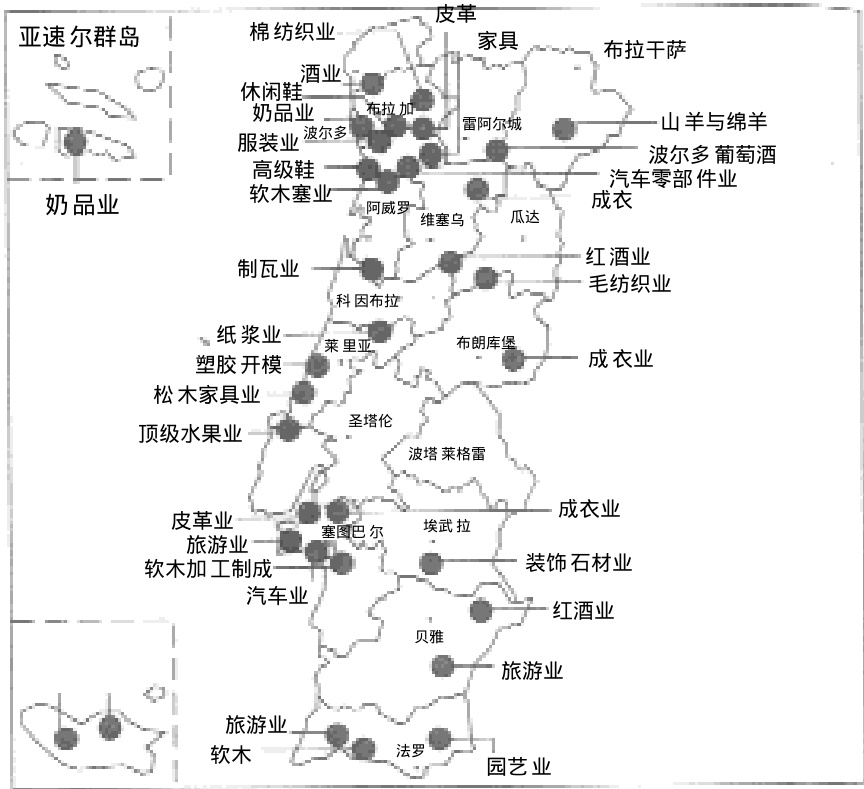 皮革
棉纺织业
家具
亚速尔群岛
布拉干萨
酒业
休闲鞋
奶品业
布拉加
山羊与绵羊
服装业
波尔多
雷阿尔城
波尔多葡萄酒
高级鞋
汽车零部件业
软木塞业
成衣
奶品业
阿威罗
维塞乌
瓜达
制瓦业
红酒业
毛纺织业
科因布拉
纸浆业
莱里亚
布朗库堡
塑胶开模
成衣业
松木家具业
圣塔伦
顶级水果业
波塔莱格雷
皮革业
成衣业
塞图巴尔
埃武拉
旅游业
软木加工制成
装饰石材业
汽车业
红酒业
贝雅
旅游业
旅游业
软木
法罗
园艺业